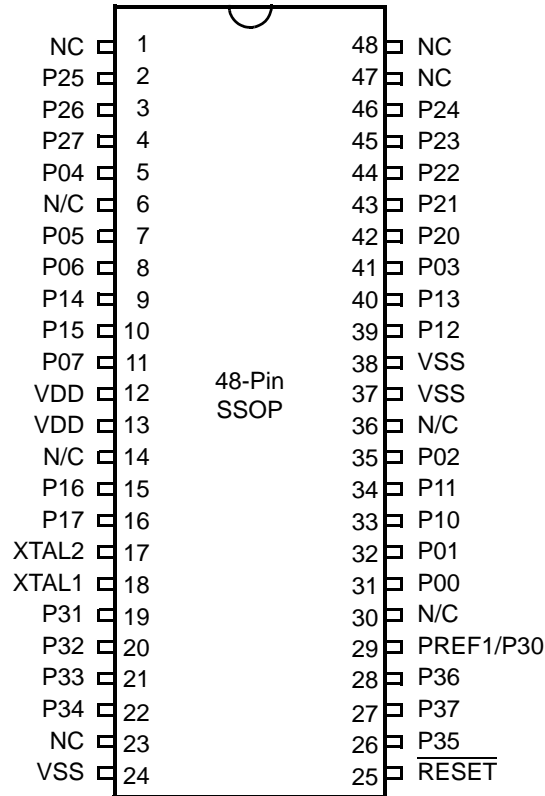 NC 1 48 NC
P25 2 47 NC
P26 3 46 P24
P27 4 45 P23
P04 5 44 P22
N/C 6 43 P21
P05 7 42 P20
P06 8 41 P03
P14 9 40 P13
P15 10 39 P12
P07 11 38 VSS
VDD 12 37 VSS
48-Pin
SSOP
VDD 13 36 N/C
N/C 14 35 P02
P16 15 34 P11
P17 16 33 P10
XTAL2 17 32 P01
XTAL1 18 31 P00
P31 19 30 N/C
P32 20 29 PREF1/P30
P33 21 28 P36
P34 22 27 P37
NC 23 26 P35
VSS 24 25 RESET